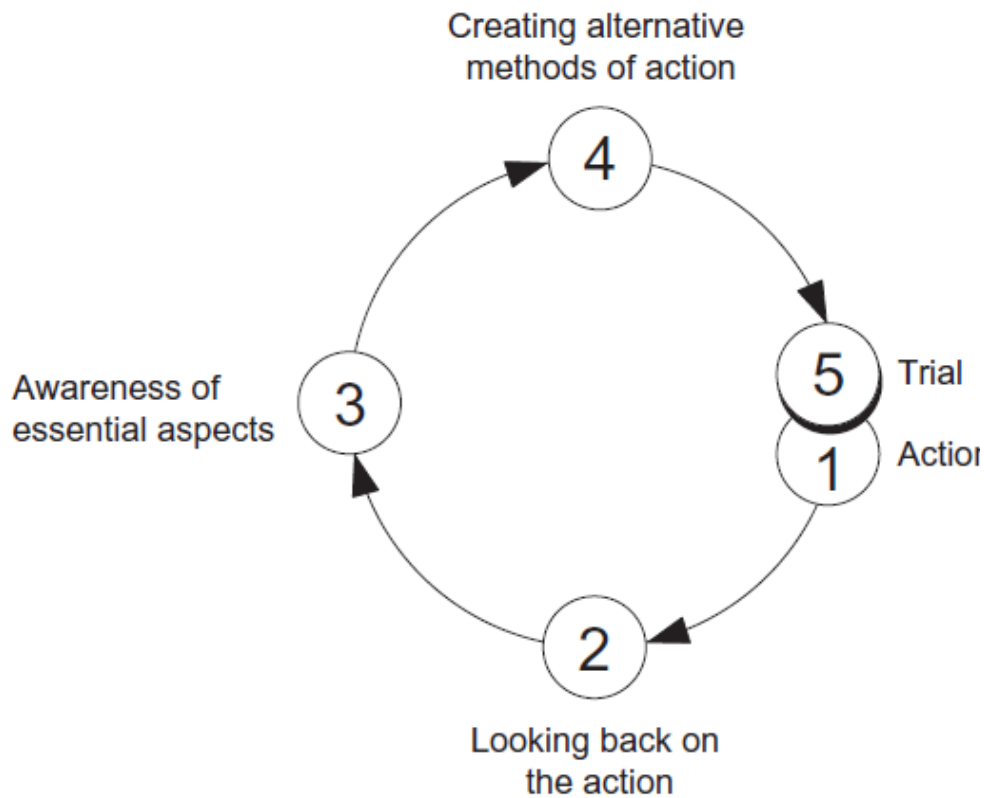 Creating alternative
methods of action
4
5
Trial
3
Awareness of
essential aspects
1
Action
2
Looking back on
the action